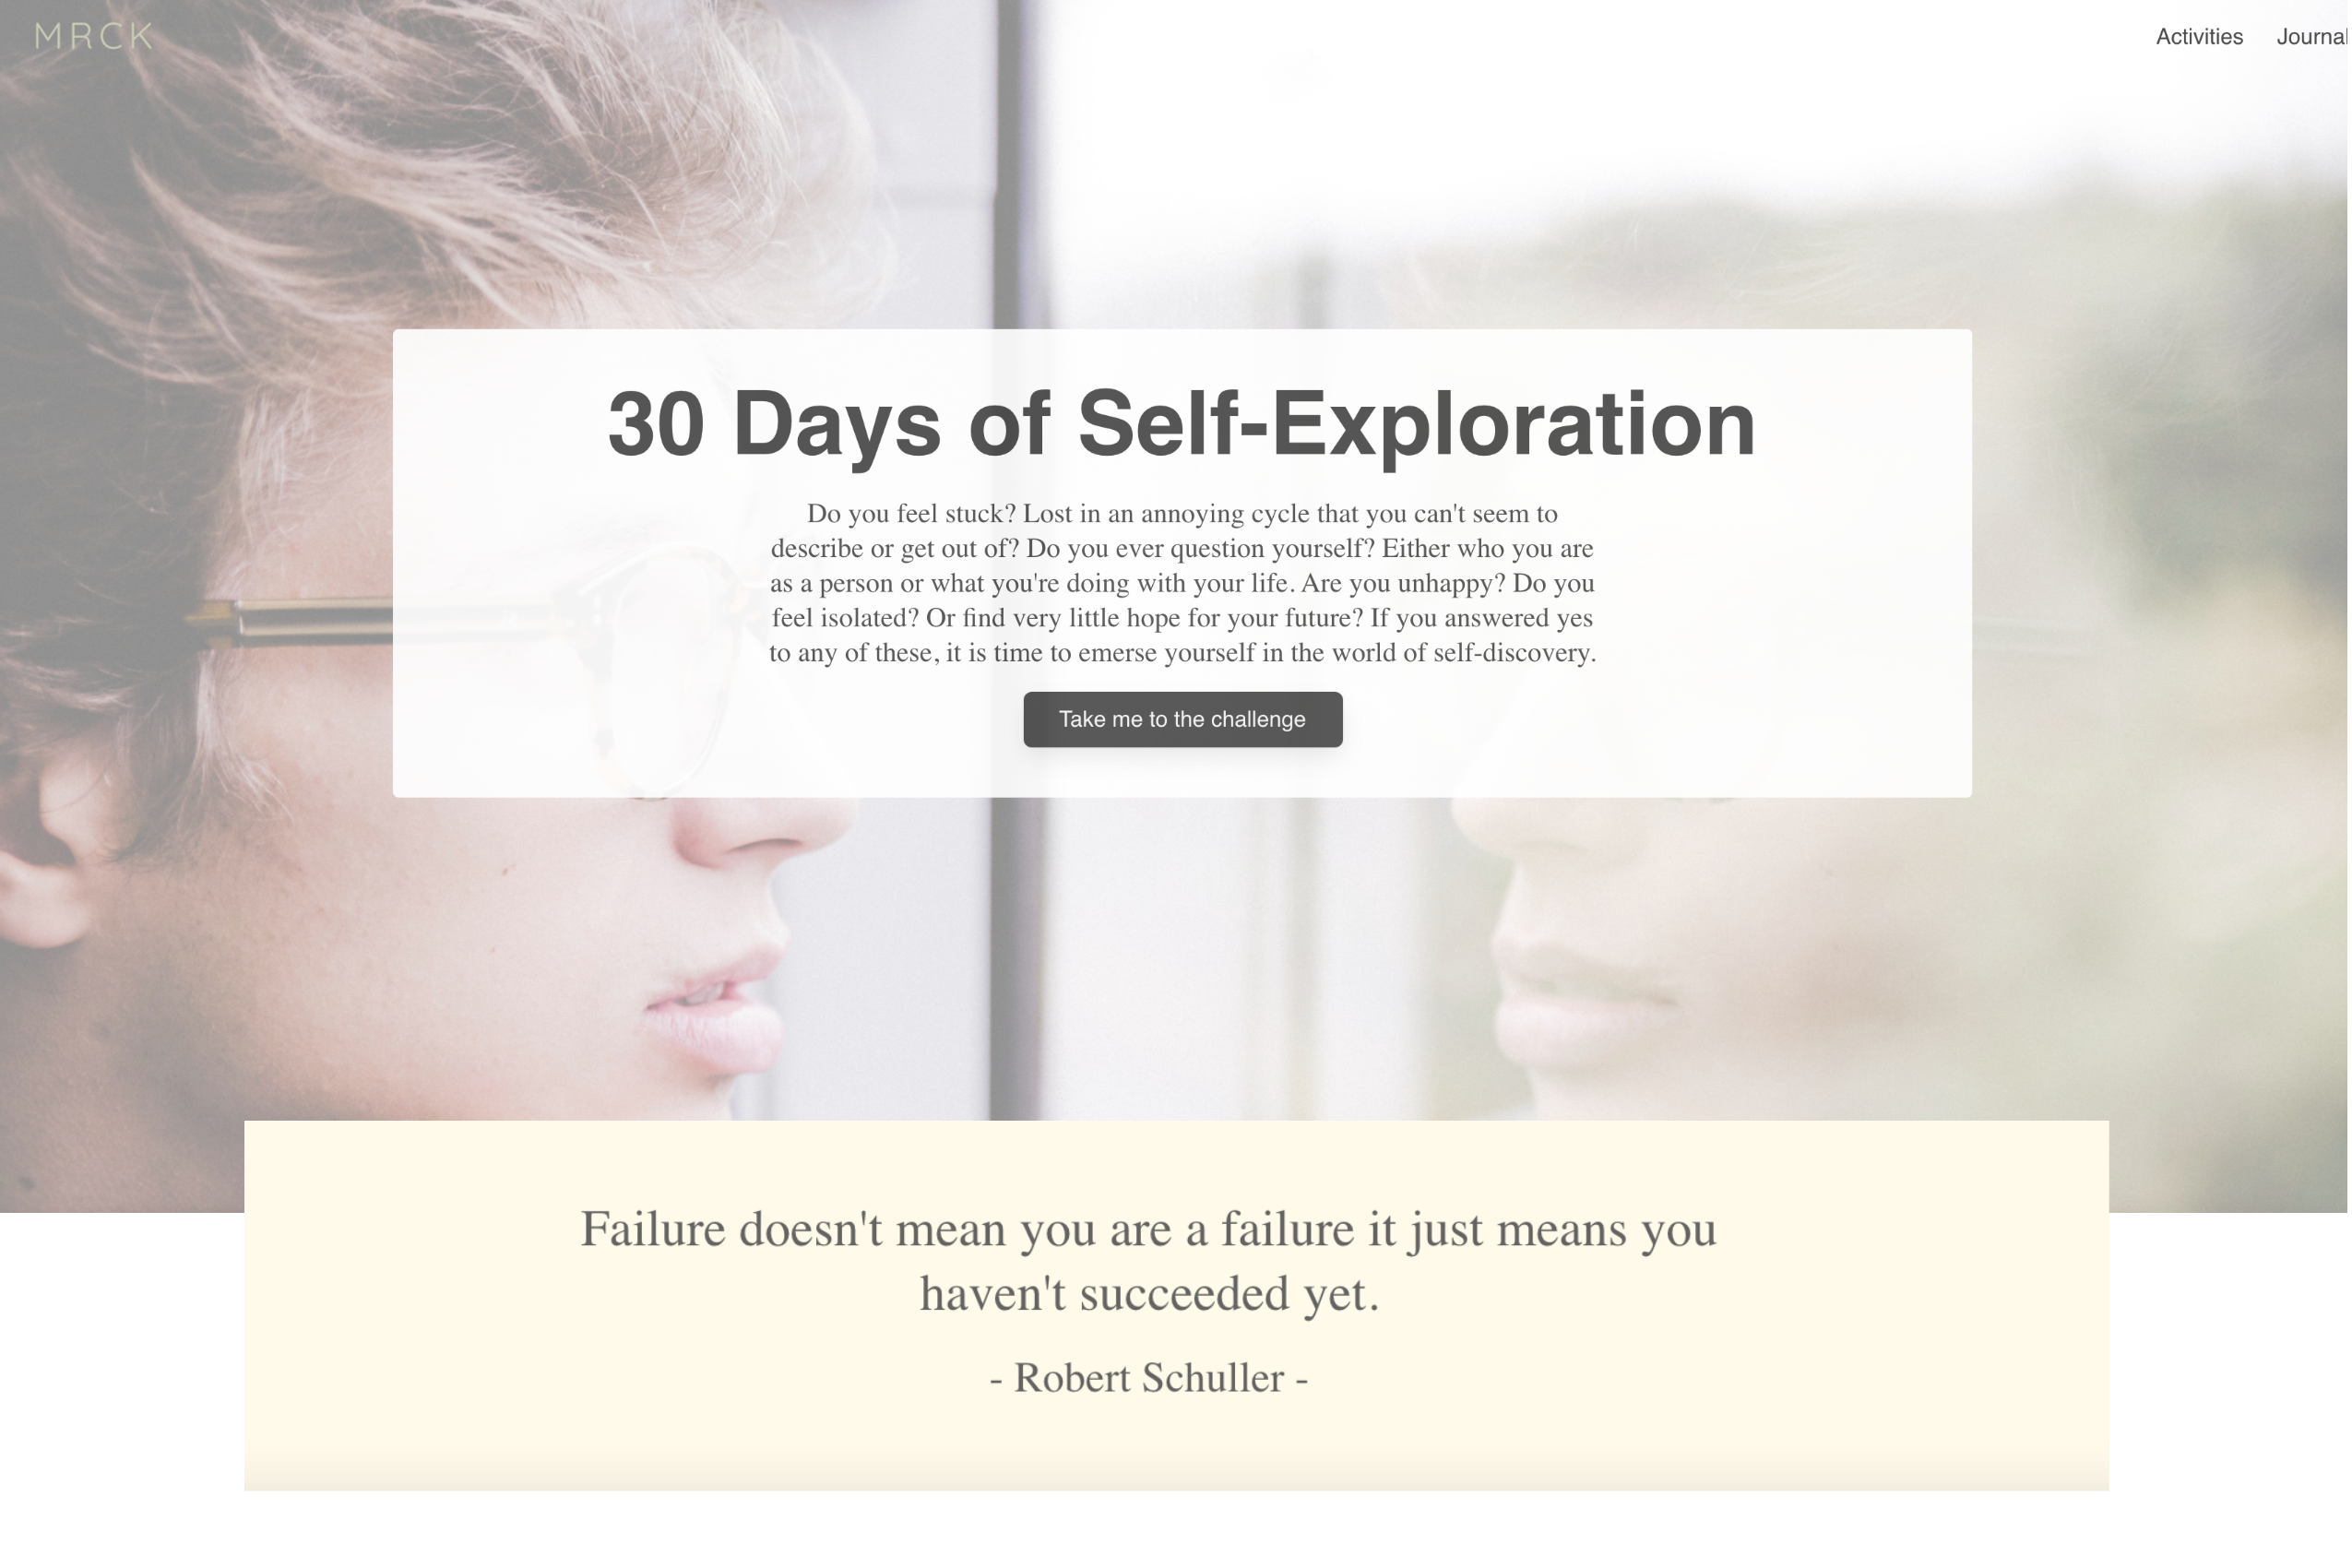 MRCK
Activities Journal
30 Days of Self-Exploration
Do you feel stuck? Lost in an annoying cycle that you can't seem to
describe or get out of? Do you ever question yourself? Either who you are
as a person or what you're doing with your life. Are you unhappy? Do you
feel isolated? Or find very little hope for your future? If you answered yes
to any of these, it is time to emerse yourself in the world of self-discovery.
Take me to the challenge
Failure doesn't mean you are a failure it just means you
haven't succeeded yet.
- Robert Schuller -